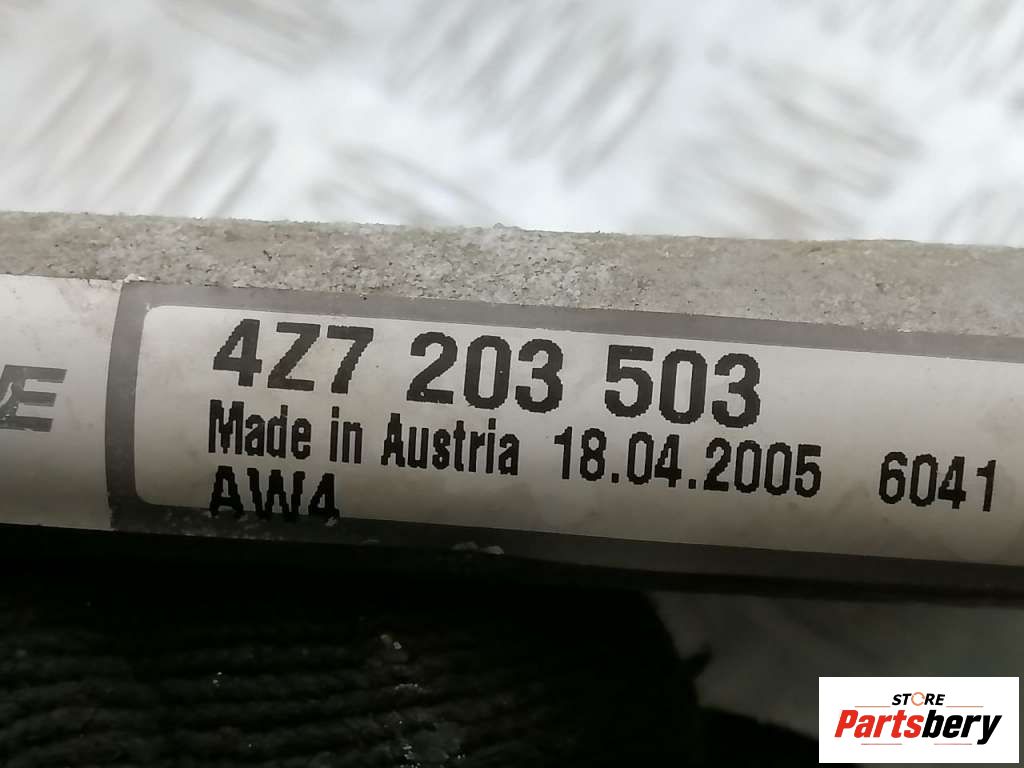 4Z7 203 503
Made in Austria 18.04.2005 6041
AW4
STORE
Partsbery